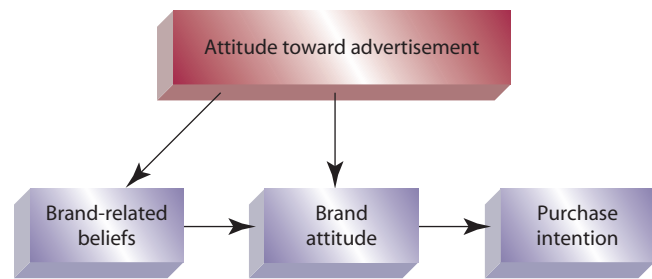 Attitude toward advertisement
Brand-related
beliefs
Brand
attitude
Purchase
intention